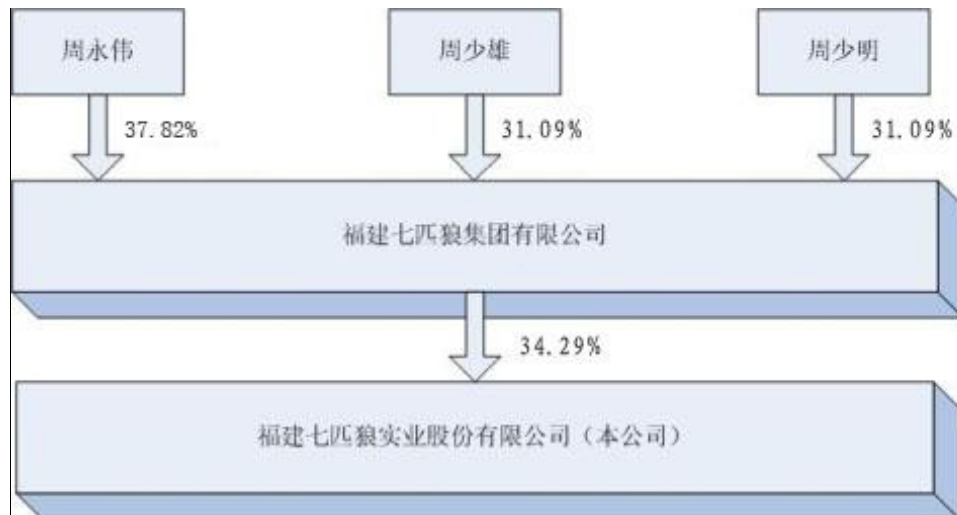 周永伟
周少雄
周少明
37.82%
31.09%
31.09%
福建七匹狼集团有限公司
34.29%
福建七匹狼实业股份有限公司（本公司）